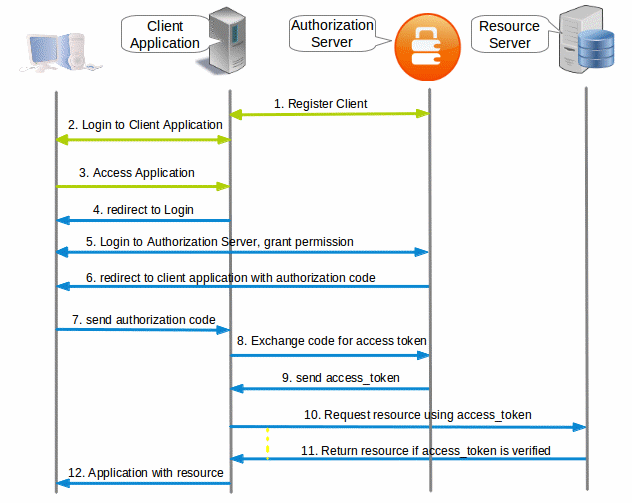 Client
Application
Authorization
Server
Resource
Server
1. Register Client
2. Login to Client Application
3. Access Application
4. redirect to Login
5. Login to Authorization Server, grant permission
6. redirect to client application with authorization code
7. send authorization code
8. Exchange code for access token
9. send access_token
10. Request resource using access_token
11. Return resource if access_token is verified
12. Application with resource